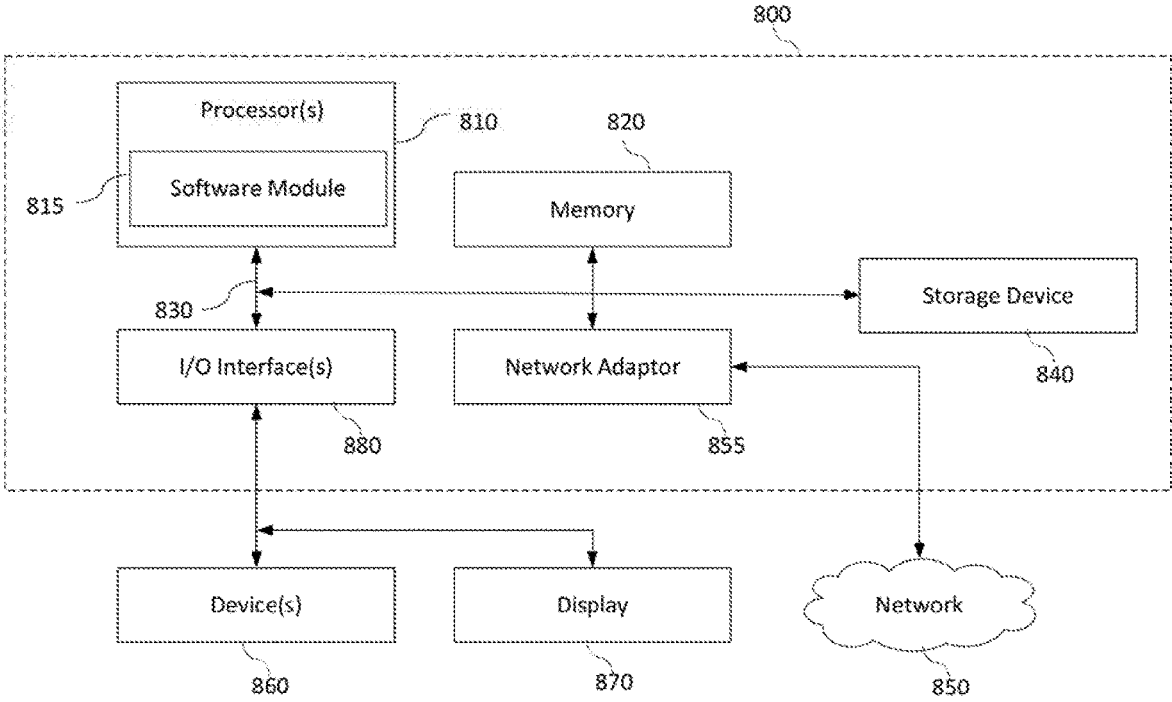 800
Processor(s)
810
820
815
Software Module
Memory
830
Storage Device
I/O Interface(s)
Network Adaptor
840
880
855
Device(s)
Display
Network
860
870
850